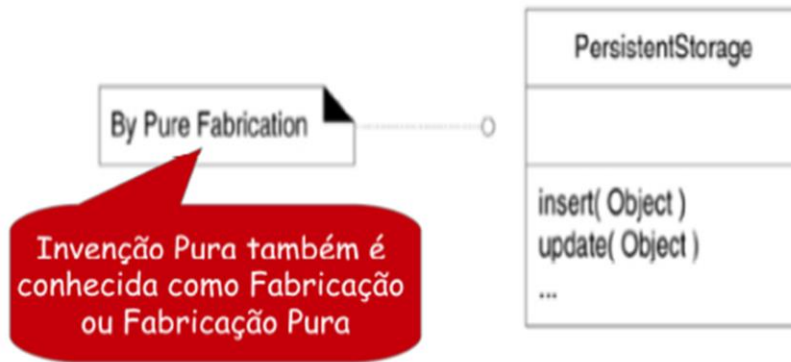 PersistentStorage
By Pure Fabrication
insert( Object )
update( Object )
...
Invenção Pura também é
conhecida como Fabricação
ou Fabricação Pura